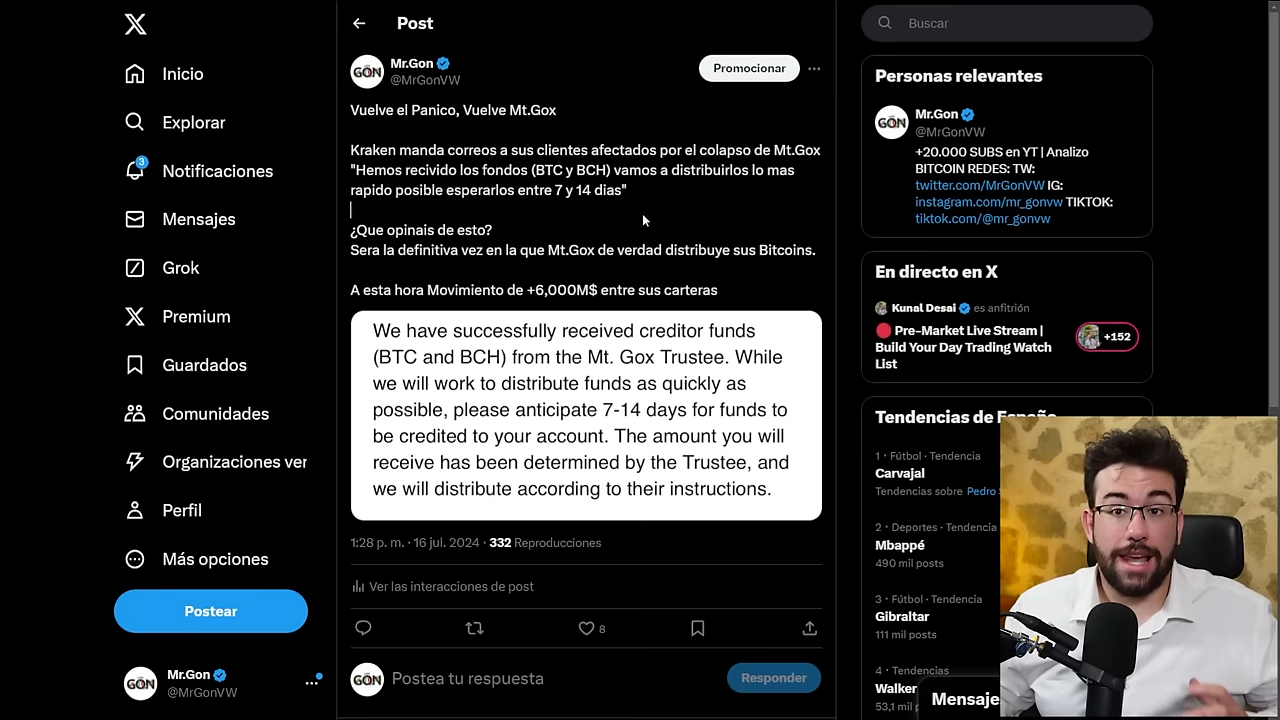 Inicio
Explorar
3
Notificaciones
Mensajes
Grok
Premium
Guardados
Comunidades
Organizaciones ver
Perfil
Más opciones
Postear
Mr.Gon
@MrGonVW
Post
GON
Mr.Gon
@MrGonVW
Promocionar
Vuelve el Panico, Vuelve Mt.Gox
Kraken manda correos a sus clientes afectados por el colapso de Mt.Gox
"Hemos recivido los fondos (BTC y BCH) vamos a distribuirlos lo mas
rapido posible esperarlos entre 7 y 14 dias"
¿Que opinais de esto?
Sera la definitiva vez en la que Mt.Gox de verdad distribuye sus Bitcoins.
A esta hora Movimiento de +6,000M$ entre sus carteras
We have successfully received creditor funds
(BTC and BCH) from the Mt. Gox Trustee. While
we will work to distribute funds as quickly as
possible, please anticipate 7-14 days for funds to
be credited to your account. The amount you will
receive has been determined by the Trustee, and
we will distribute according to their instructions.
1:28 p. m. · 16 jul. 2024 · 332 Reproducciones
Ver las interacciones de post
8
GON
Postea tu respuesta
Responder
Buscar
Personas relevantes
GON
Mr.Gon
@MrGonVW
+20.000 SUBS en YT | Analizo
BITCOIN REDES: TW:
twitter.com/MrGonVW IG:
instagram.com/mr_gonvw TIKTOK:
tiktok.com/@mr_gonvw
En directo en X
Kunal Desai es anfitrión
Pre-Market Live Stream |
Build Your Day Trading Watch
List
+152
Tendencias de España
1 · Fútbol · Tendencia
Carvajal
Tendencias sobre Pedro
2 · Deportes · Tendencia
Mbappé
490 mil posts
3 · Fútbol · Tendencia
Gibraltar
111 mil posts
4 · Tendencias
Walker
53,1 mil
Mensaje
GON